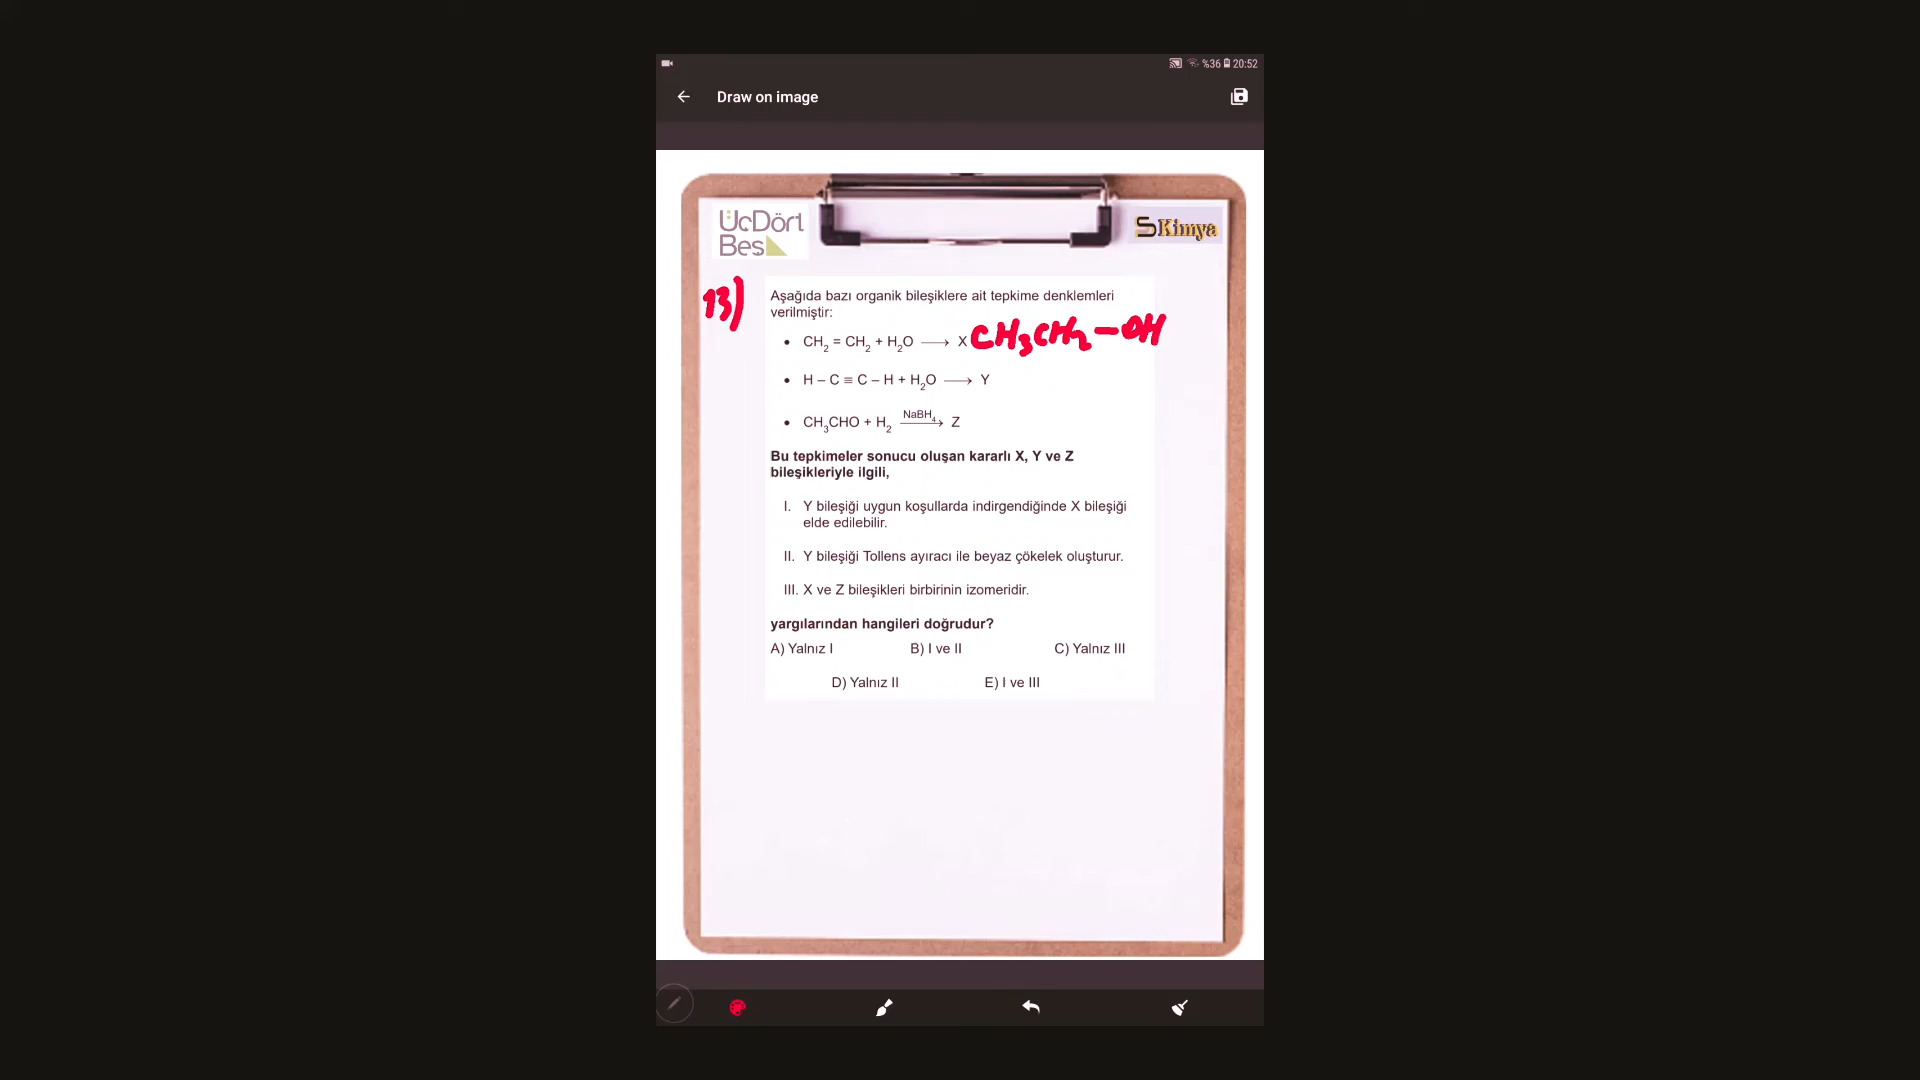 %36 20:52
Draw on image
ÜçDört
Beş
SKimya
13)
Aşağıda bazı organik bileşiklere ait tepkime denklemleri
verilmiştir:
• CH₂ = CH₂ + H₂O ⟶ X CH₃CH₂–OH
• H – C ≡ C – H + H₂O ⟶ Y
NaBH₄
• CH₃CHO + H₂ ⟶ Z
Bu tepkimeler sonucu oluşan kararlı X, Y ve Z
bileşikleriyle ilgili,
I. Y bileşiği uygun koşullarda indirgendiğinde X bileşiği
elde edilebilir.
II. Y bileşiği Tollens ayıracı ile beyaz çökelek oluşturur.
III. X ve Z bileşikleri birbirinin izomeridir.
yargılarından hangileri doğrudur?
A) Yalnız I B) I ve II C) Yalnız III
D) Yalnız II E) I ve III